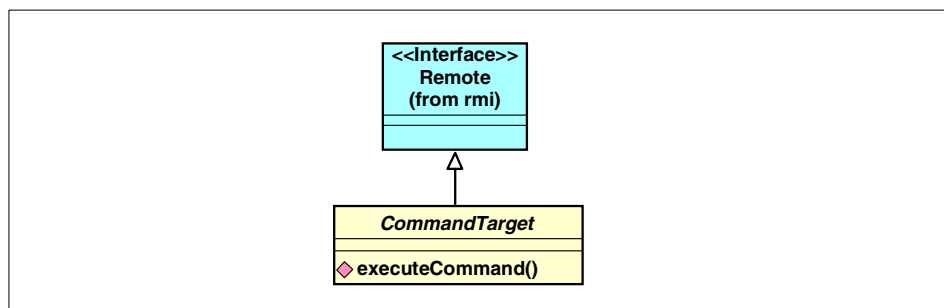 <<Interface>>
Remote
(from rmi)
CommandTarget
executeCommand()